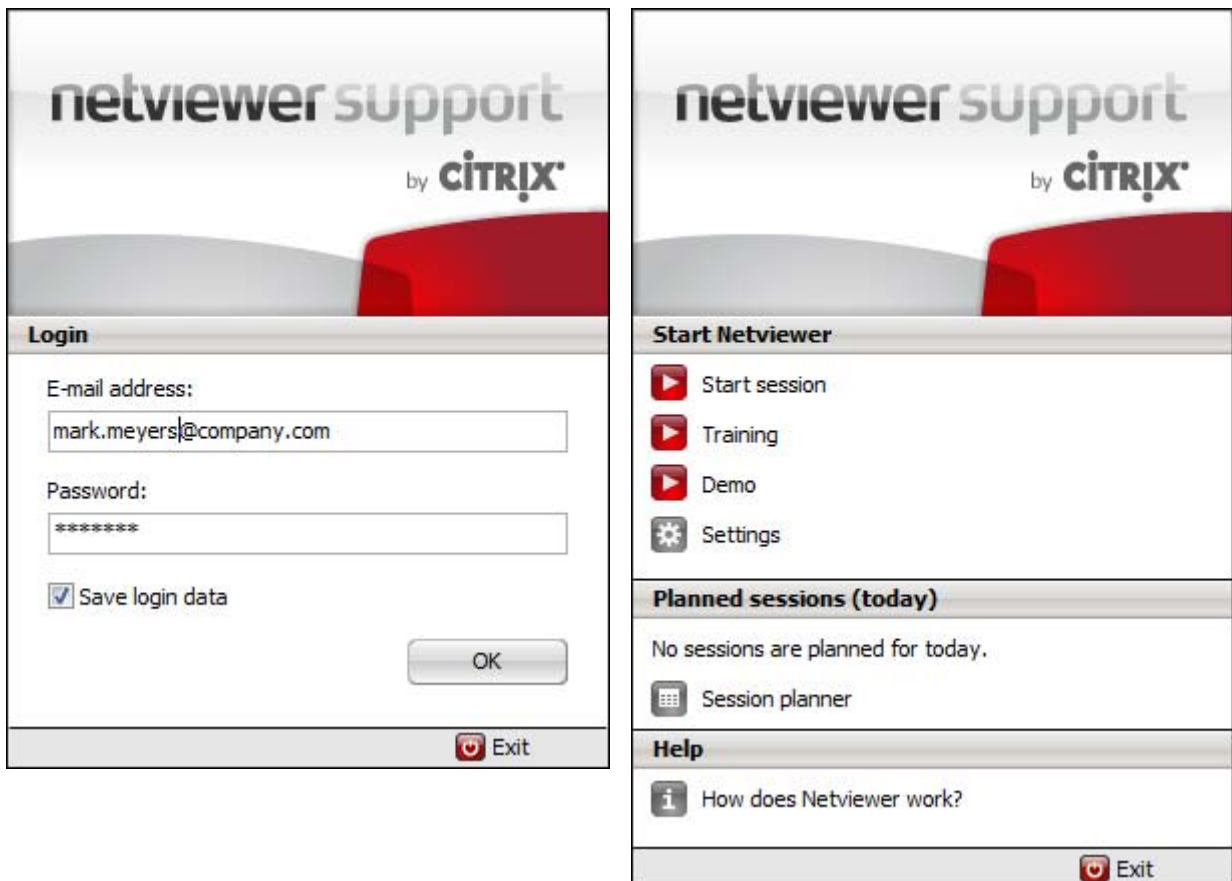 netviewer support
by CITRIX
Login
E-mail address:
mark.meyers@company.com
Password:
*******
Save login data
OK
Exit
netviewer support
by CITRIX
Start Netviewer
Start session
Training
Demo
Settings
Planned sessions (today)
No sessions are planned for today.
Session planner
Help
How does Netviewer work?
Exit